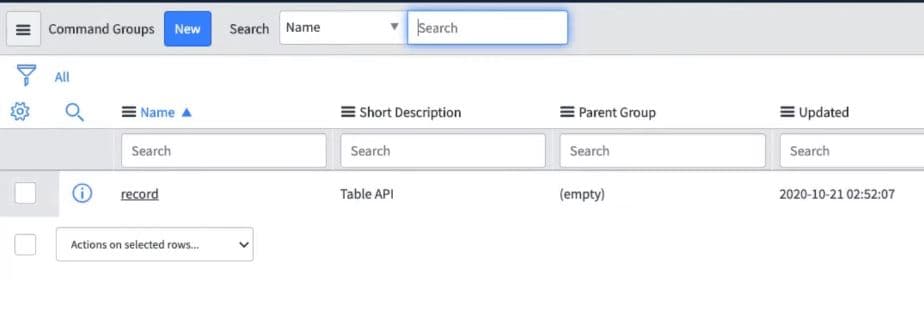 Command Groups New Search Name Search
All
Name Short Description Parent Group Updated
Search Search Search Search
record Table API (empty) 2020-10-21 02:52:07
Actions on selected rows...